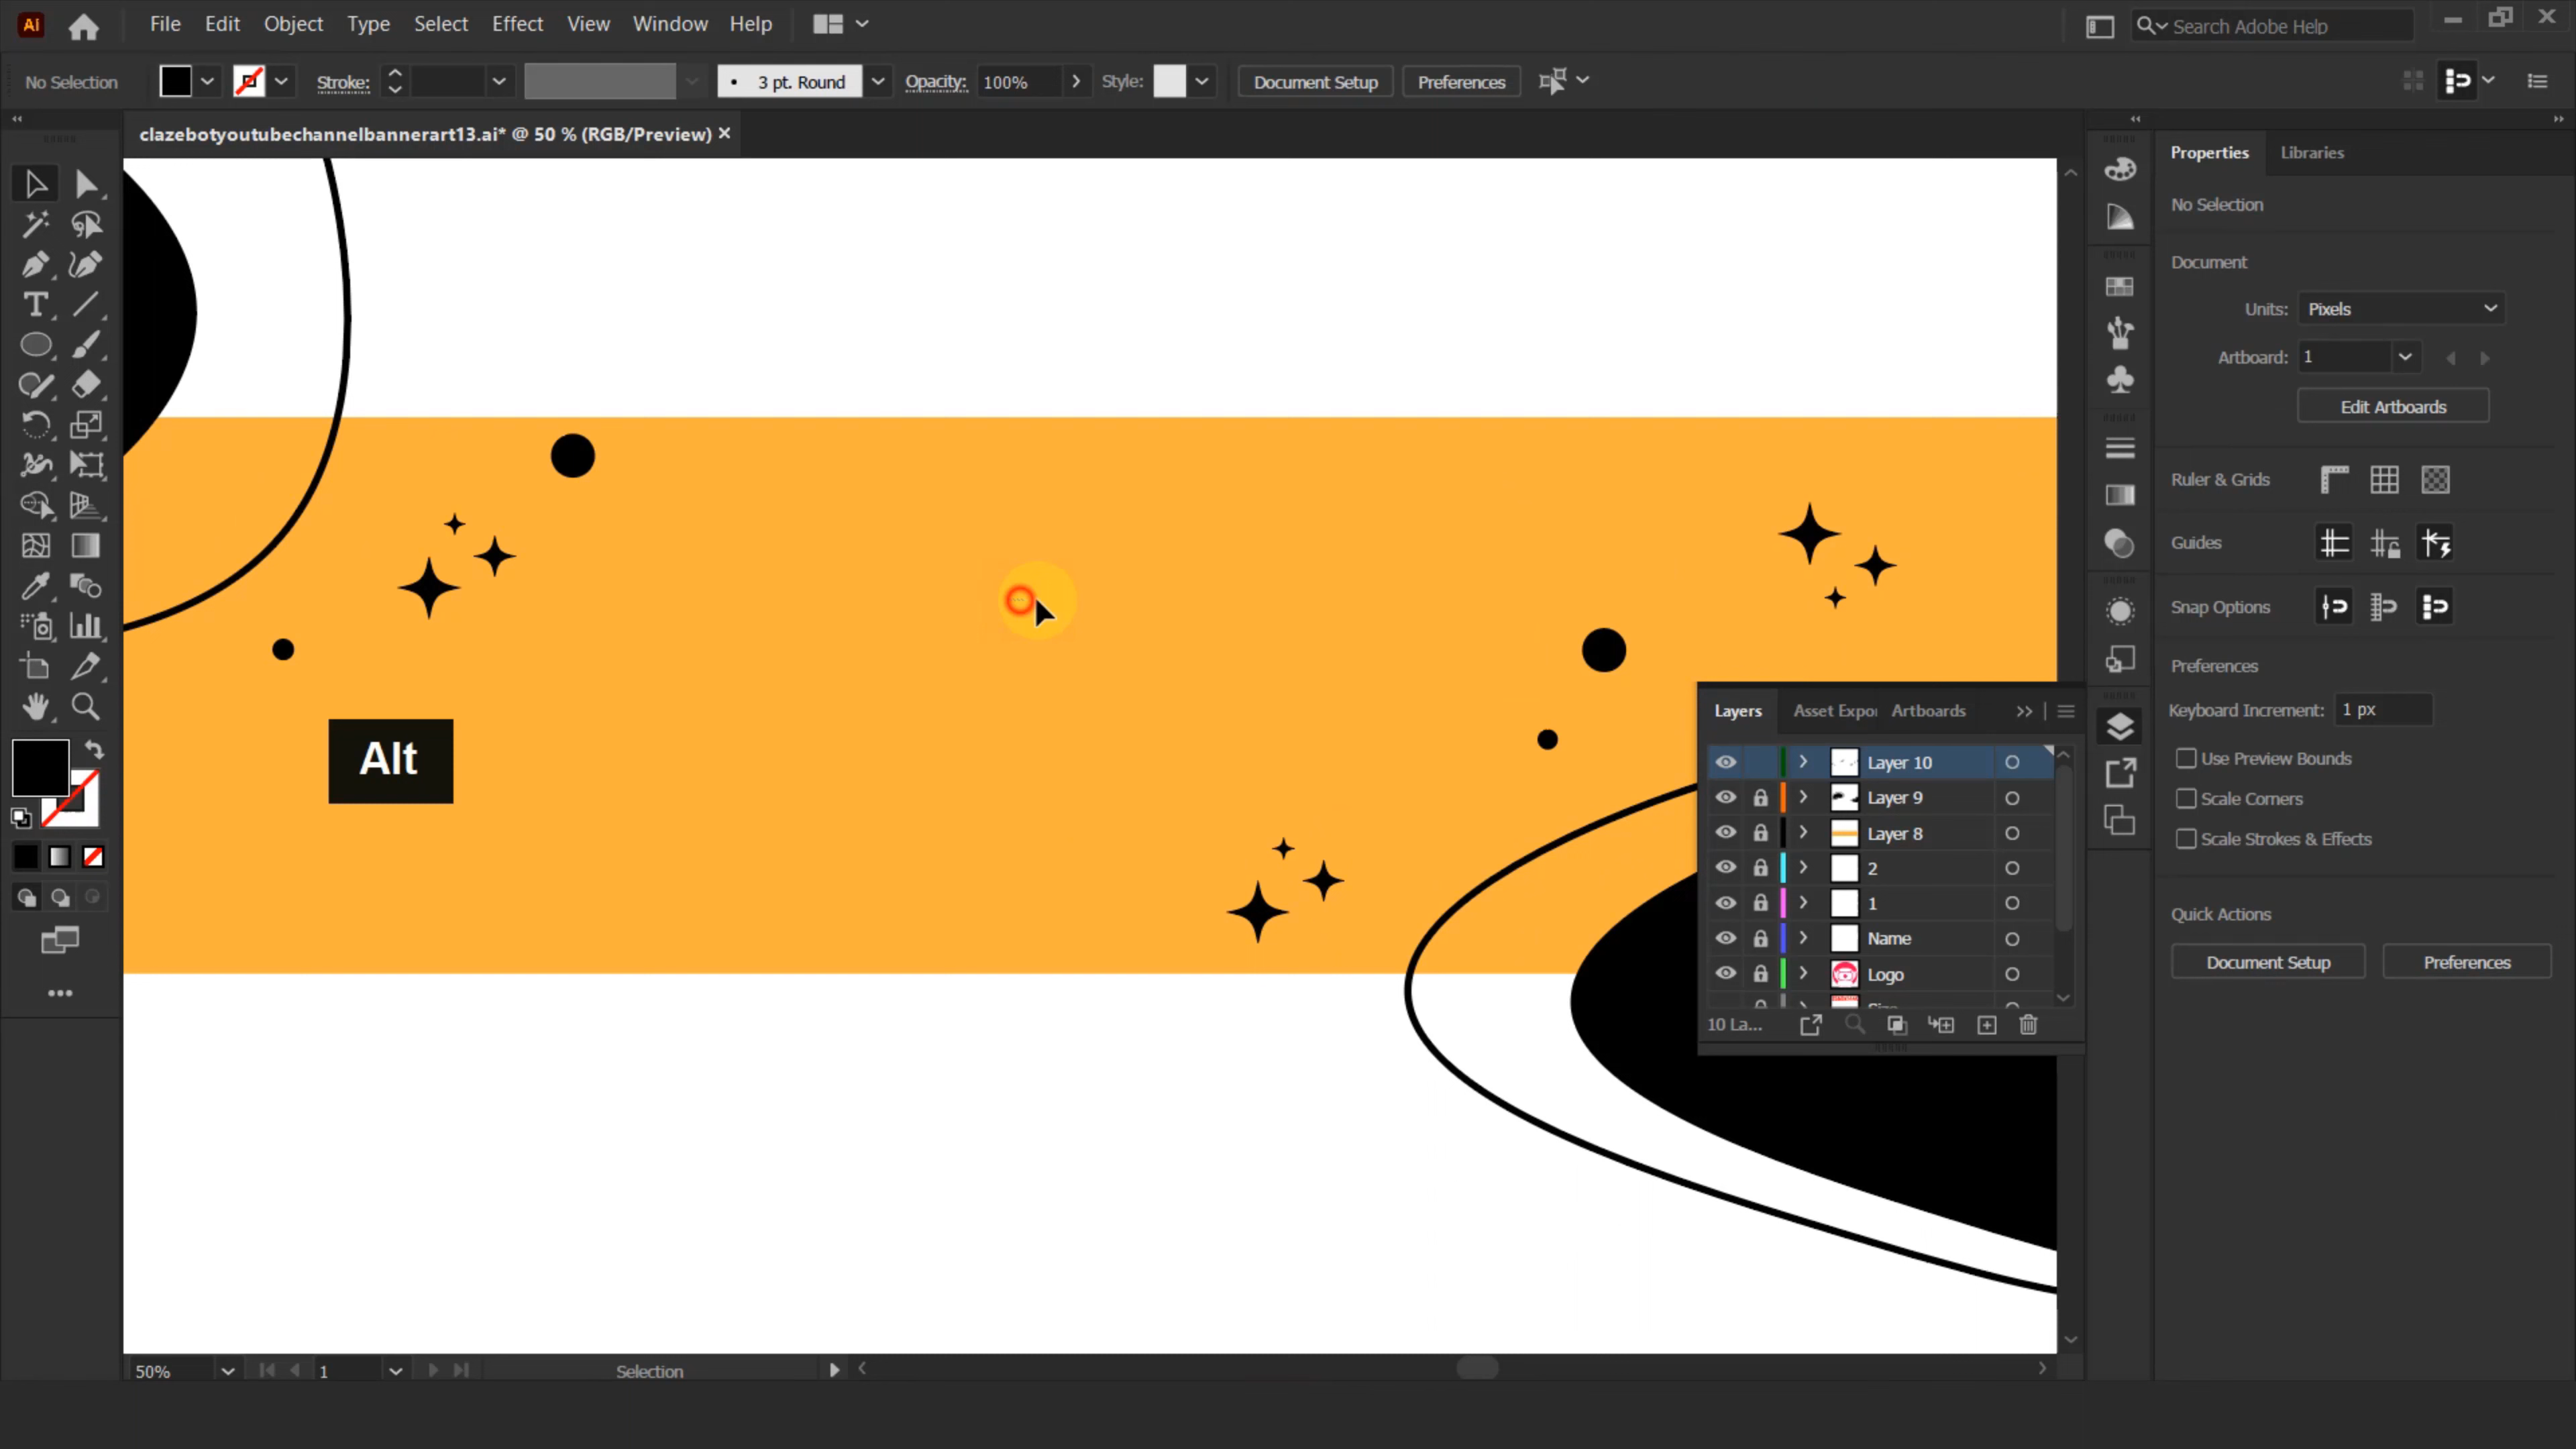 Ai File Edit Object Type Select Effect View Window Help Search Adobe Help
No Selection Stroke: 3 pt. Round Opacity: 100% Style: Document Setup Preferences
clazebotyoutubechannelbannerart13.ai* @ 50 % (RGB/Preview)
Properties Libraries
No Selection
Document
Units: Pixels
Artboard: 1
Edit Artboards
Ruler & Grids
Guides
Snap Options
Preferences
Keyboard Increment: 1 px
Use Preview Bounds
Scale Corners
Scale Strokes & Effects
Quick Actions
Document Setup Preferences
Alt
Layers Asset Expo Artboards
Layer 10
Layer 9
Layer 8
2
1
Name
Logo
10 La...
50% 1 Selection